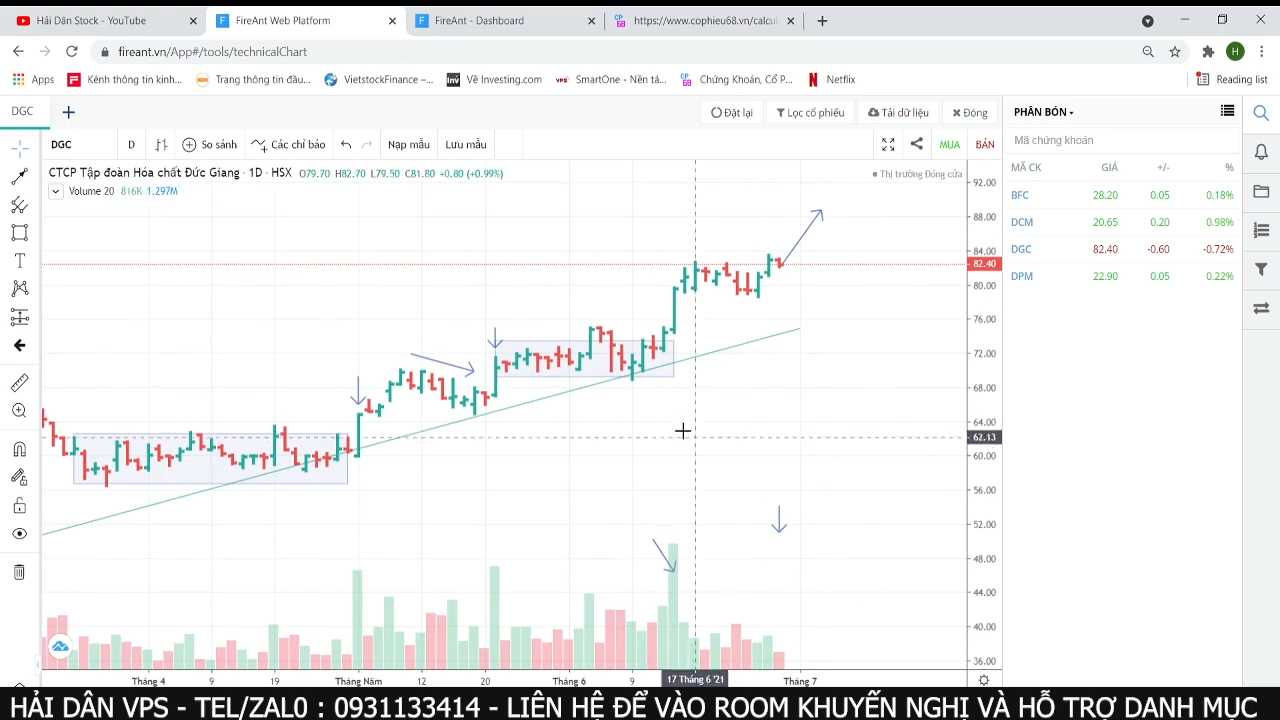 Hải Dân Stock - YouTube
FireAnt Web Platform
FireAnt - Dashboard
https://www.cophieu68.vn/calcul
fireant.vn/App#/tools/technicalChart
Apps
Kênh thông tin kinh...
Trang thông tin đầu...
VietstockFinance –...
Về Investing.com
SmartOne - Nền tả...
Chứng Khoán, Cổ P...
Netflix
Reading list
DGC
Đặt lại
Lọc cổ phiếu
Tải dữ liệu
Đóng
PHÂN BÓN
DGC
D
So sánh
Các chỉ báo
Nạp mẫu
Lưu mẫu
MUA
BÁN
Mã chứng khoán
CTCP Tập đoàn Hóa chất Đức Giang · 1D · HSX O79.70 H82.70 L79.50 C81.80 +0.80 (+0.99%)
Thị trường Đóng cửa
Volume 20 816K 1.297M
MÃ CK GIÁ +/- %
BFC 28.20 0.05 0.18%
DCM 20.65 0.20 0.98%
DGC 82.40 -0.60 -0.72%
DPM 22.90 0.05 0.22%
92.00
88.00
84.00
82.40
80.00
76.00
72.00
68.00
64.00
62.13
60.00
56.00
52.00
48.00
44.00
40.00
36.00
Tháng 4 9 19 Tháng Năm 12 20 Tháng 6 9 17 Tháng 6 '21 Tháng 7
HẢI DÂN VPS - TEL/ZAL0 : 0931133414 - LIÊN HỆ ĐỂ VÀO ROOM KHUYẾN NGHỊ VÀ HỖ TRỢ DANH MỤC